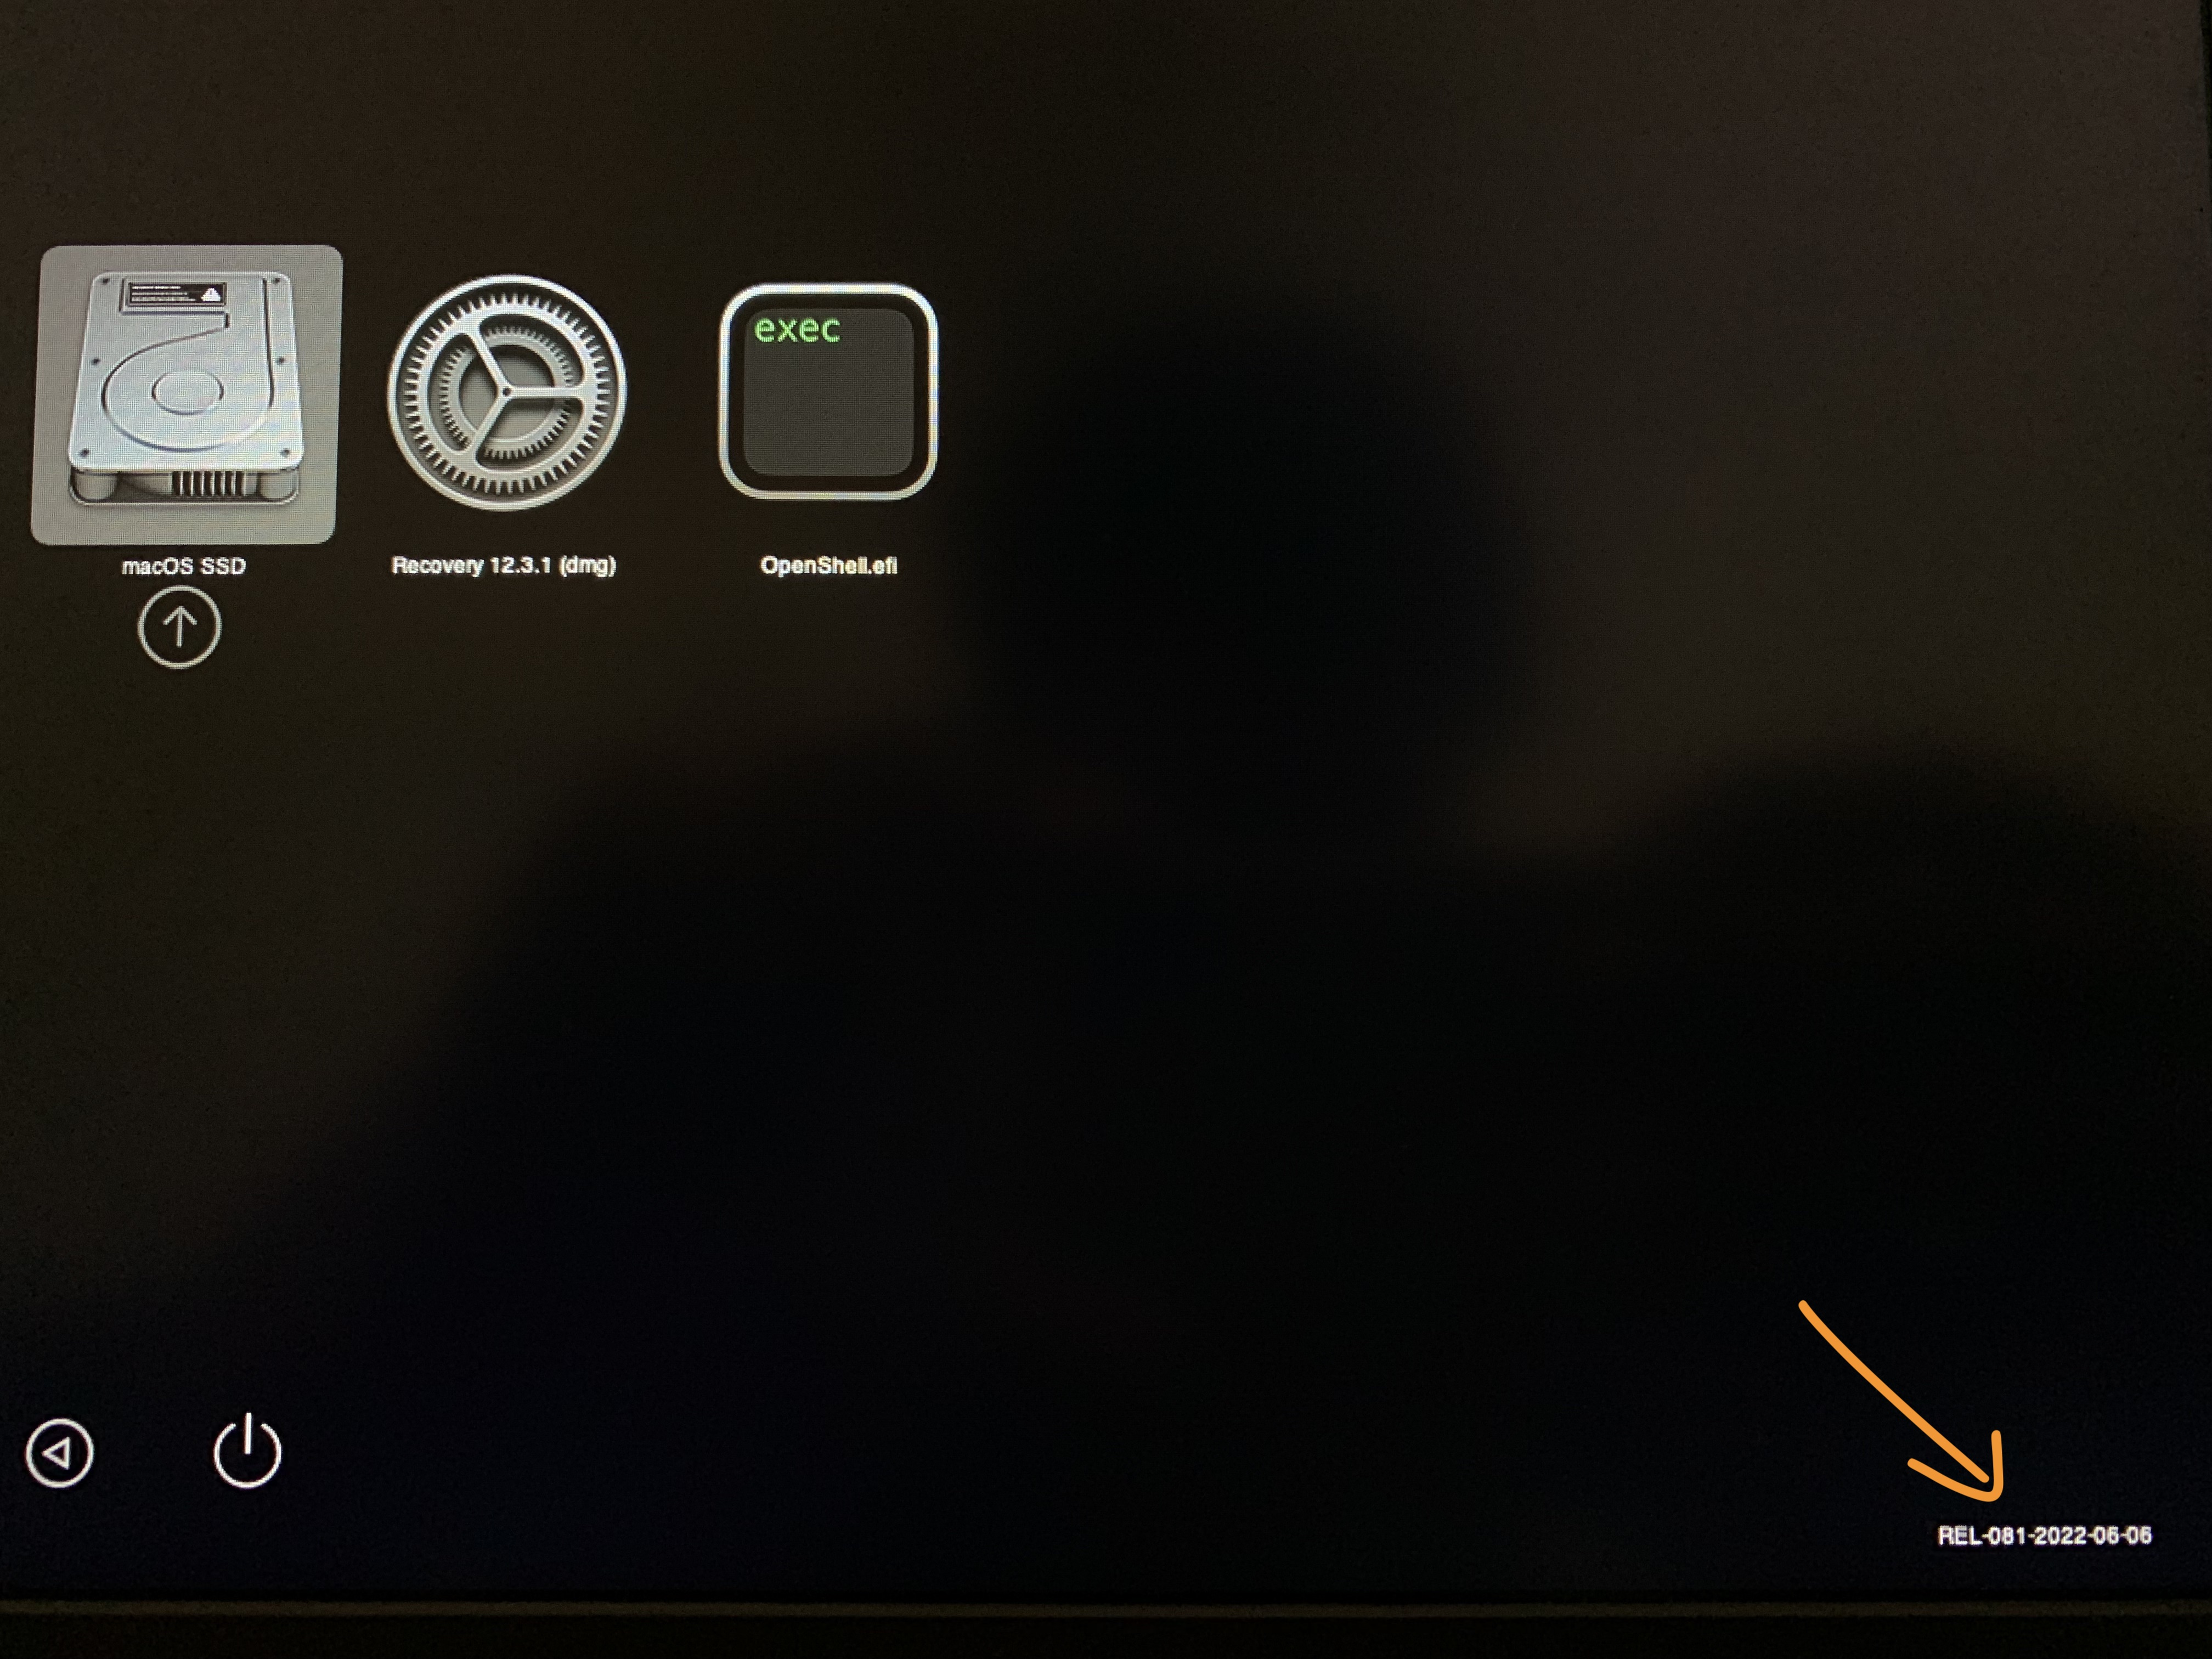 exec
macOS SSD
Recovery 12.3.1 (dmg)
OpenShell.efi
REL-081-2022-06-06